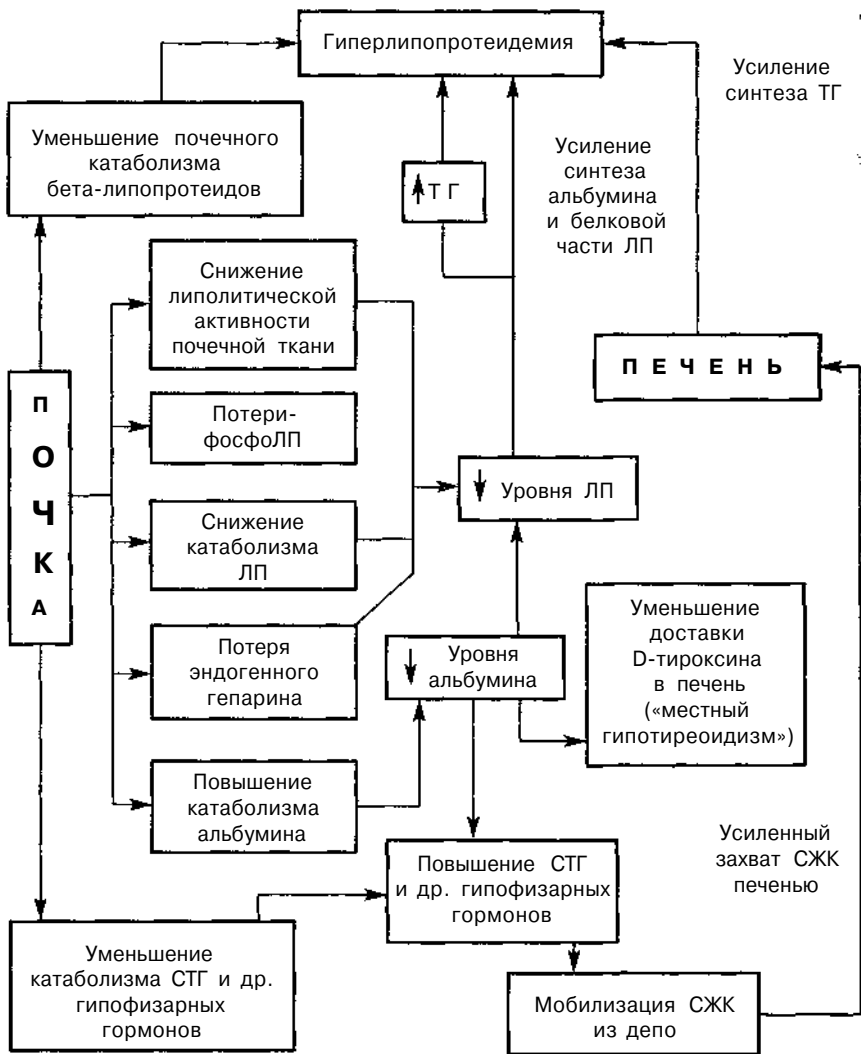 Гиперлипопротеидемия
Усиление
синтеза ТГ
Уменьшение почечного
катаболизма
бета-липопротеидов
ТГ
Усиление
синтеза
альбумина
и белковой
части ЛП
Снижение
липолитической
активности
почечной ткани
ПЕЧЕНЬ
ПОЧКА
Потери-
фосфоЛП
Уровня ЛП
Снижение
катаболизма
ЛП
Уменьшение
доставки
D-тироксина
в печень
(«местный
гипотиреоидизм»)
Потеря
эндогенного
гепарина
Уровня
альбумина
Повышение
катаболизма
альбумина
Усиленный
захват СЖК
печенью
Повышение СТГ
и др. гипофизарных
гормонов
Уменьшение
катаболизма СТГ и др.
гипофизарных
гормонов
Мобилизация СЖК
из депо